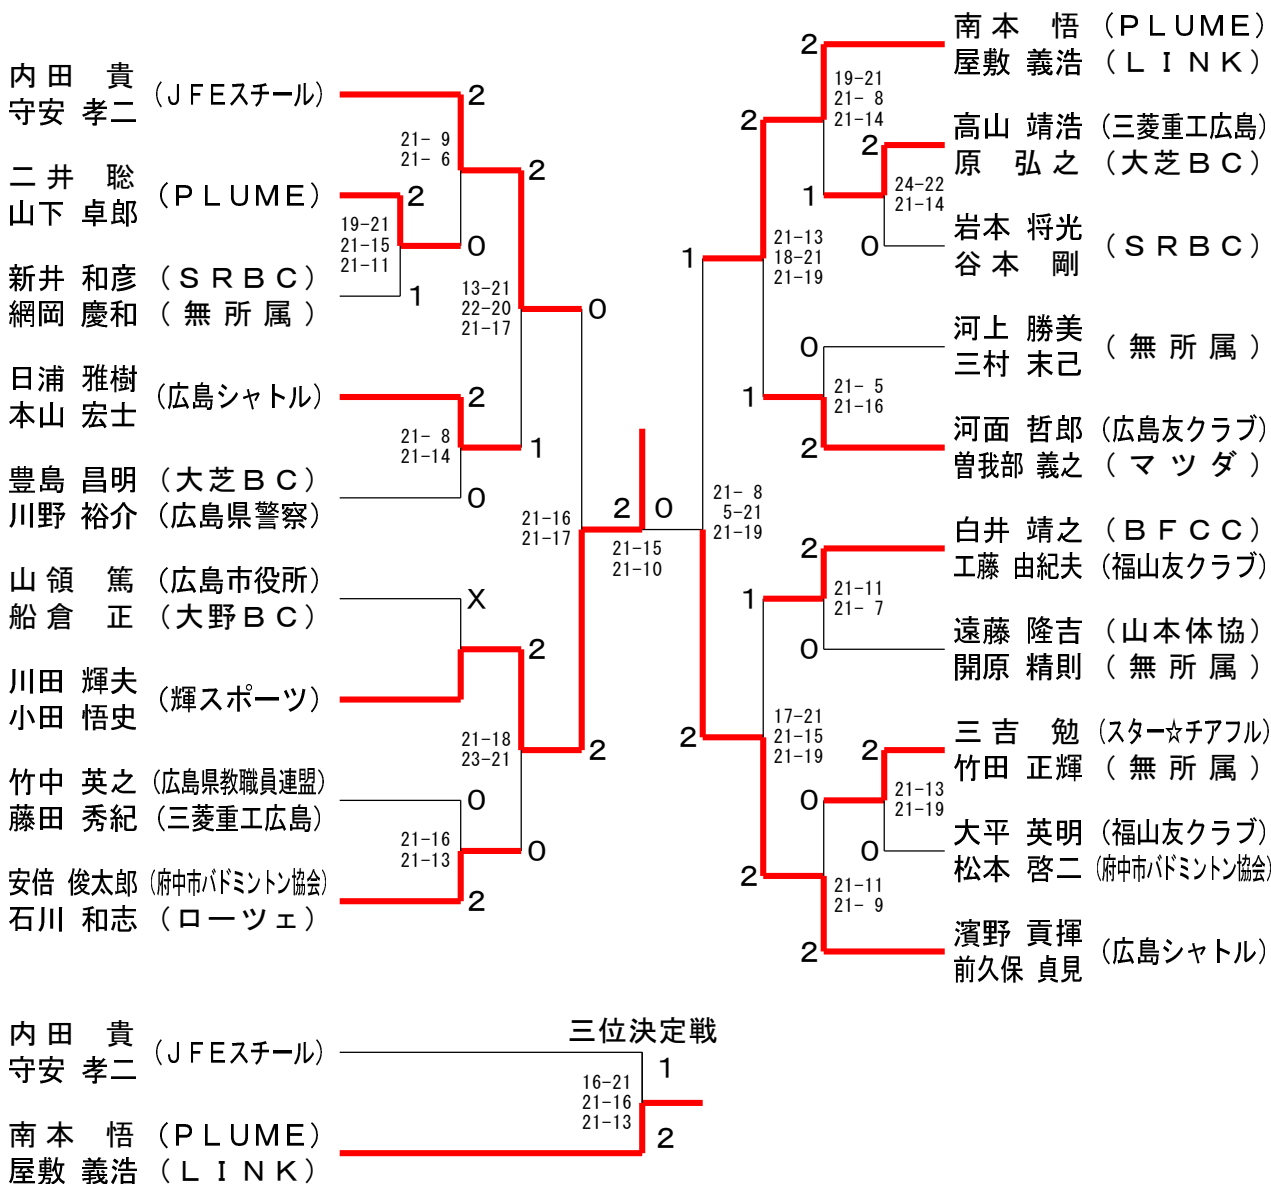 内田 貴
守安 孝二
(JFEスチール)
2
21- 9
21- 6
二井 聡
山下 卓郎
(PLUME)
2
19-21
21-15
21-11
0
新井 和彦 (SRBC)
網岡 慶和 (無所属)
1
2
13-21
22-20
21-17
0
日浦 雅樹
本山 宏士
(広島シャトル)
2
21- 8
21-14
1
豊島 昌明 (大芝BC)
川野 裕介 (広島県警察)
0
21-16
21-17
山領 篤 (広島市役所)
船倉 正 (大野BC)
X
2
川田 輝夫
小田 悟史
(輝スポーツ)
21-18
23-21
2
竹中 英之 (広島県教職員連盟)
藤田 秀紀 (三菱重工広島)
0
21-16
21-13
0
安倍 俊太郎 (府中市バドミントン協会)
石川 和志 (ローツェ)
2
2 0
21-15
21-10
南本 悟 (PLUME)
屋敷 義浩 (LINK)
2
19-21
21- 8
21-14
2
高山 靖浩 (三菱重工広島)
原 弘之 (大芝BC)
2
24-22
21-14
1
岩本 将光
谷本 剛
(SRBC)
0
21-13
18-21
21-19
1
河上 勝美
三村 末己
(無所属)
0
21- 5
21-16
1
河面 哲郎 (広島友クラブ)
曽我部 義之 (マツダ)
2
21- 8
5-21
21-19
白井 靖之 (BFCC)
工藤 由紀夫 (福山友クラブ)
2
21-11
21- 7
1
遠藤 隆吉 (山本体協)
開原 精則 (無所属)
0
17-21
21-15
21-19
2
三吉 勉 (スター☆チアフル)
竹田 正輝 (無所属)
2
21-13
21-19
0
大平 英明 (福山友クラブ)
松本 啓二 (府中市バドミントン協会)
0
2
21-11
21- 9
濱野 貢揮
前久保 貞見
(広島シャトル)
2
三位決定戦
内田 貴
守安 孝二
(JFEスチール)
1
16-21
21-16
21-13
南本 悟 (PLUME)
屋敷 義浩 (LINK)
2